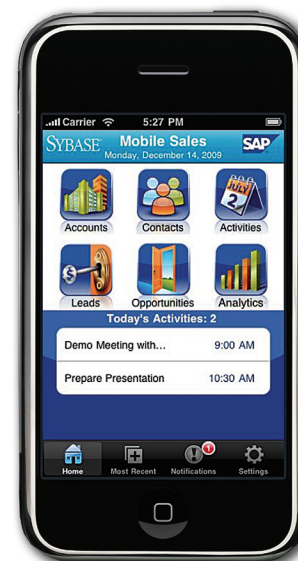 Carrier 5:27 PM
SYBASE Mobile Sales SAP
Monday, December 14, 2009
JULY
2
Accounts Contacts Activities
$
Leads Opportunities Analytics
Today's Activities: 2
Demo Meeting with... 9:00 AM
Prepare Presentation 10:30 AM
1
Home Most Recent Notifications Settings